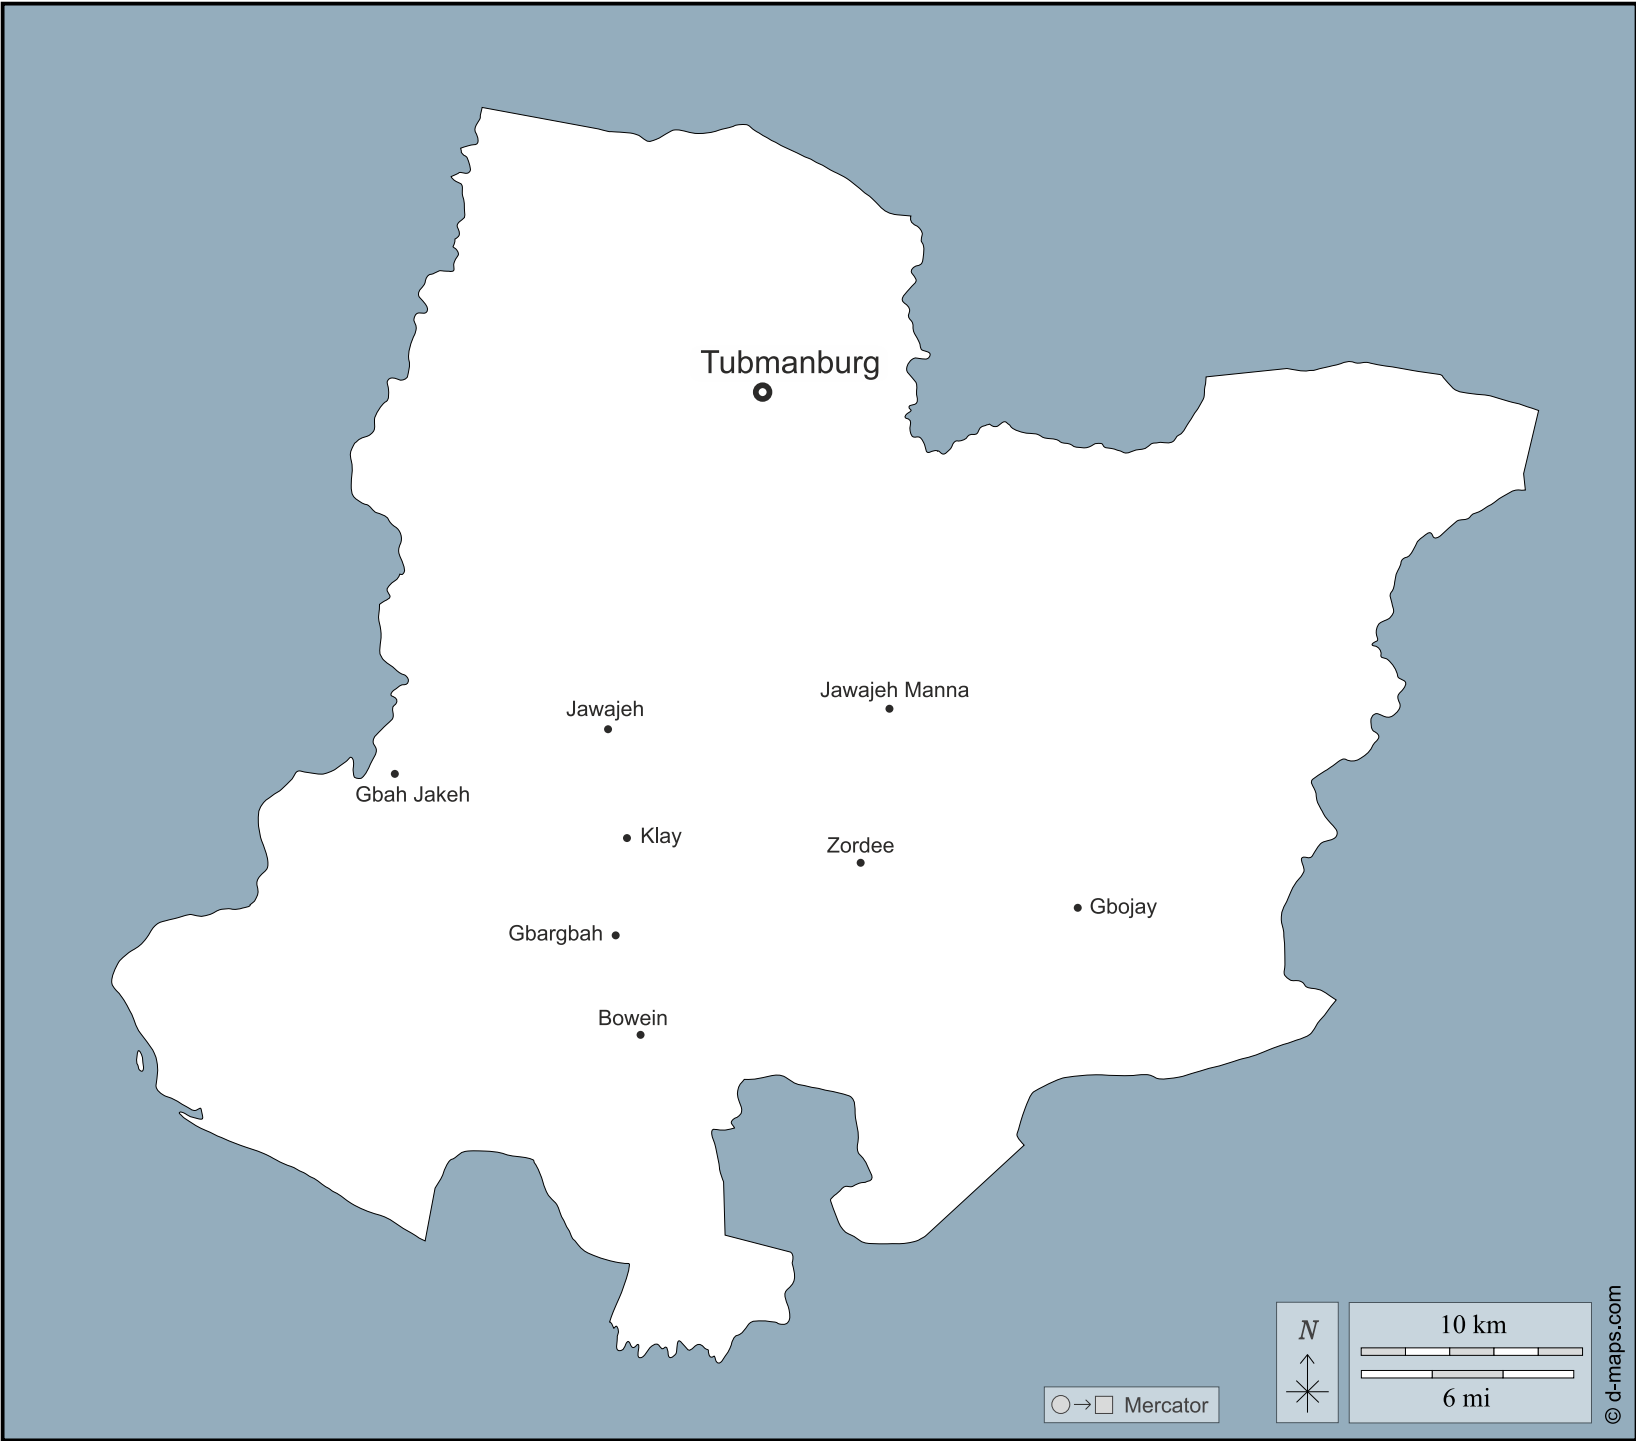 Tubmanburg
Jawajeh Manna
Jawajeh
Gbah Jakeh
Klay
Zordee
Gbojay
Gbargbah
Bowein
N
10 km
6 mi
Mercator
© d-maps.com